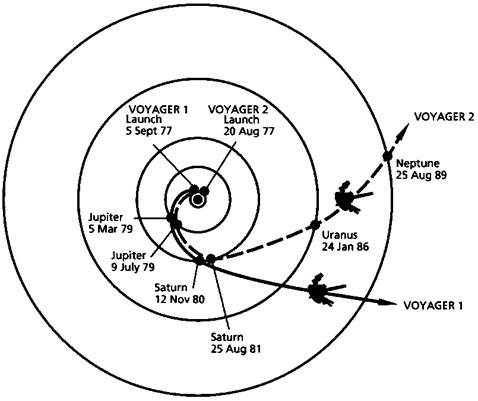 VOYAGER 1
Launch
5 Sept 77
VOYAGER 2
Launch
20 Aug 77
VOYAGER 2
Neptune
25 Aug 89
Jupiter
5 Mar 79
Uranus
24 Jan 86
Jupiter
9 July 79
Saturn
12 Nov 80
VOYAGER 1
Saturn
25 Aug 81